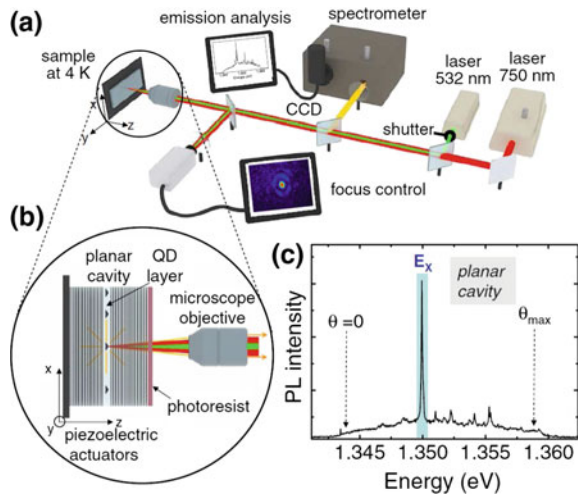 (a)
emission analysis
spectrometer
sample
at 4 K
laser
532 nm
laser
750 nm
CCD
shutter
x
y
z
focus control
(b)
planar
cavity
QD
layer
microscope
objective
x
y
z
photoresist
piezoelectric
actuators
(c)
PL intensity
E_X
planar
cavity
θ=0
θmax
1.345 1.350 1.355 1.360
Energy (eV)